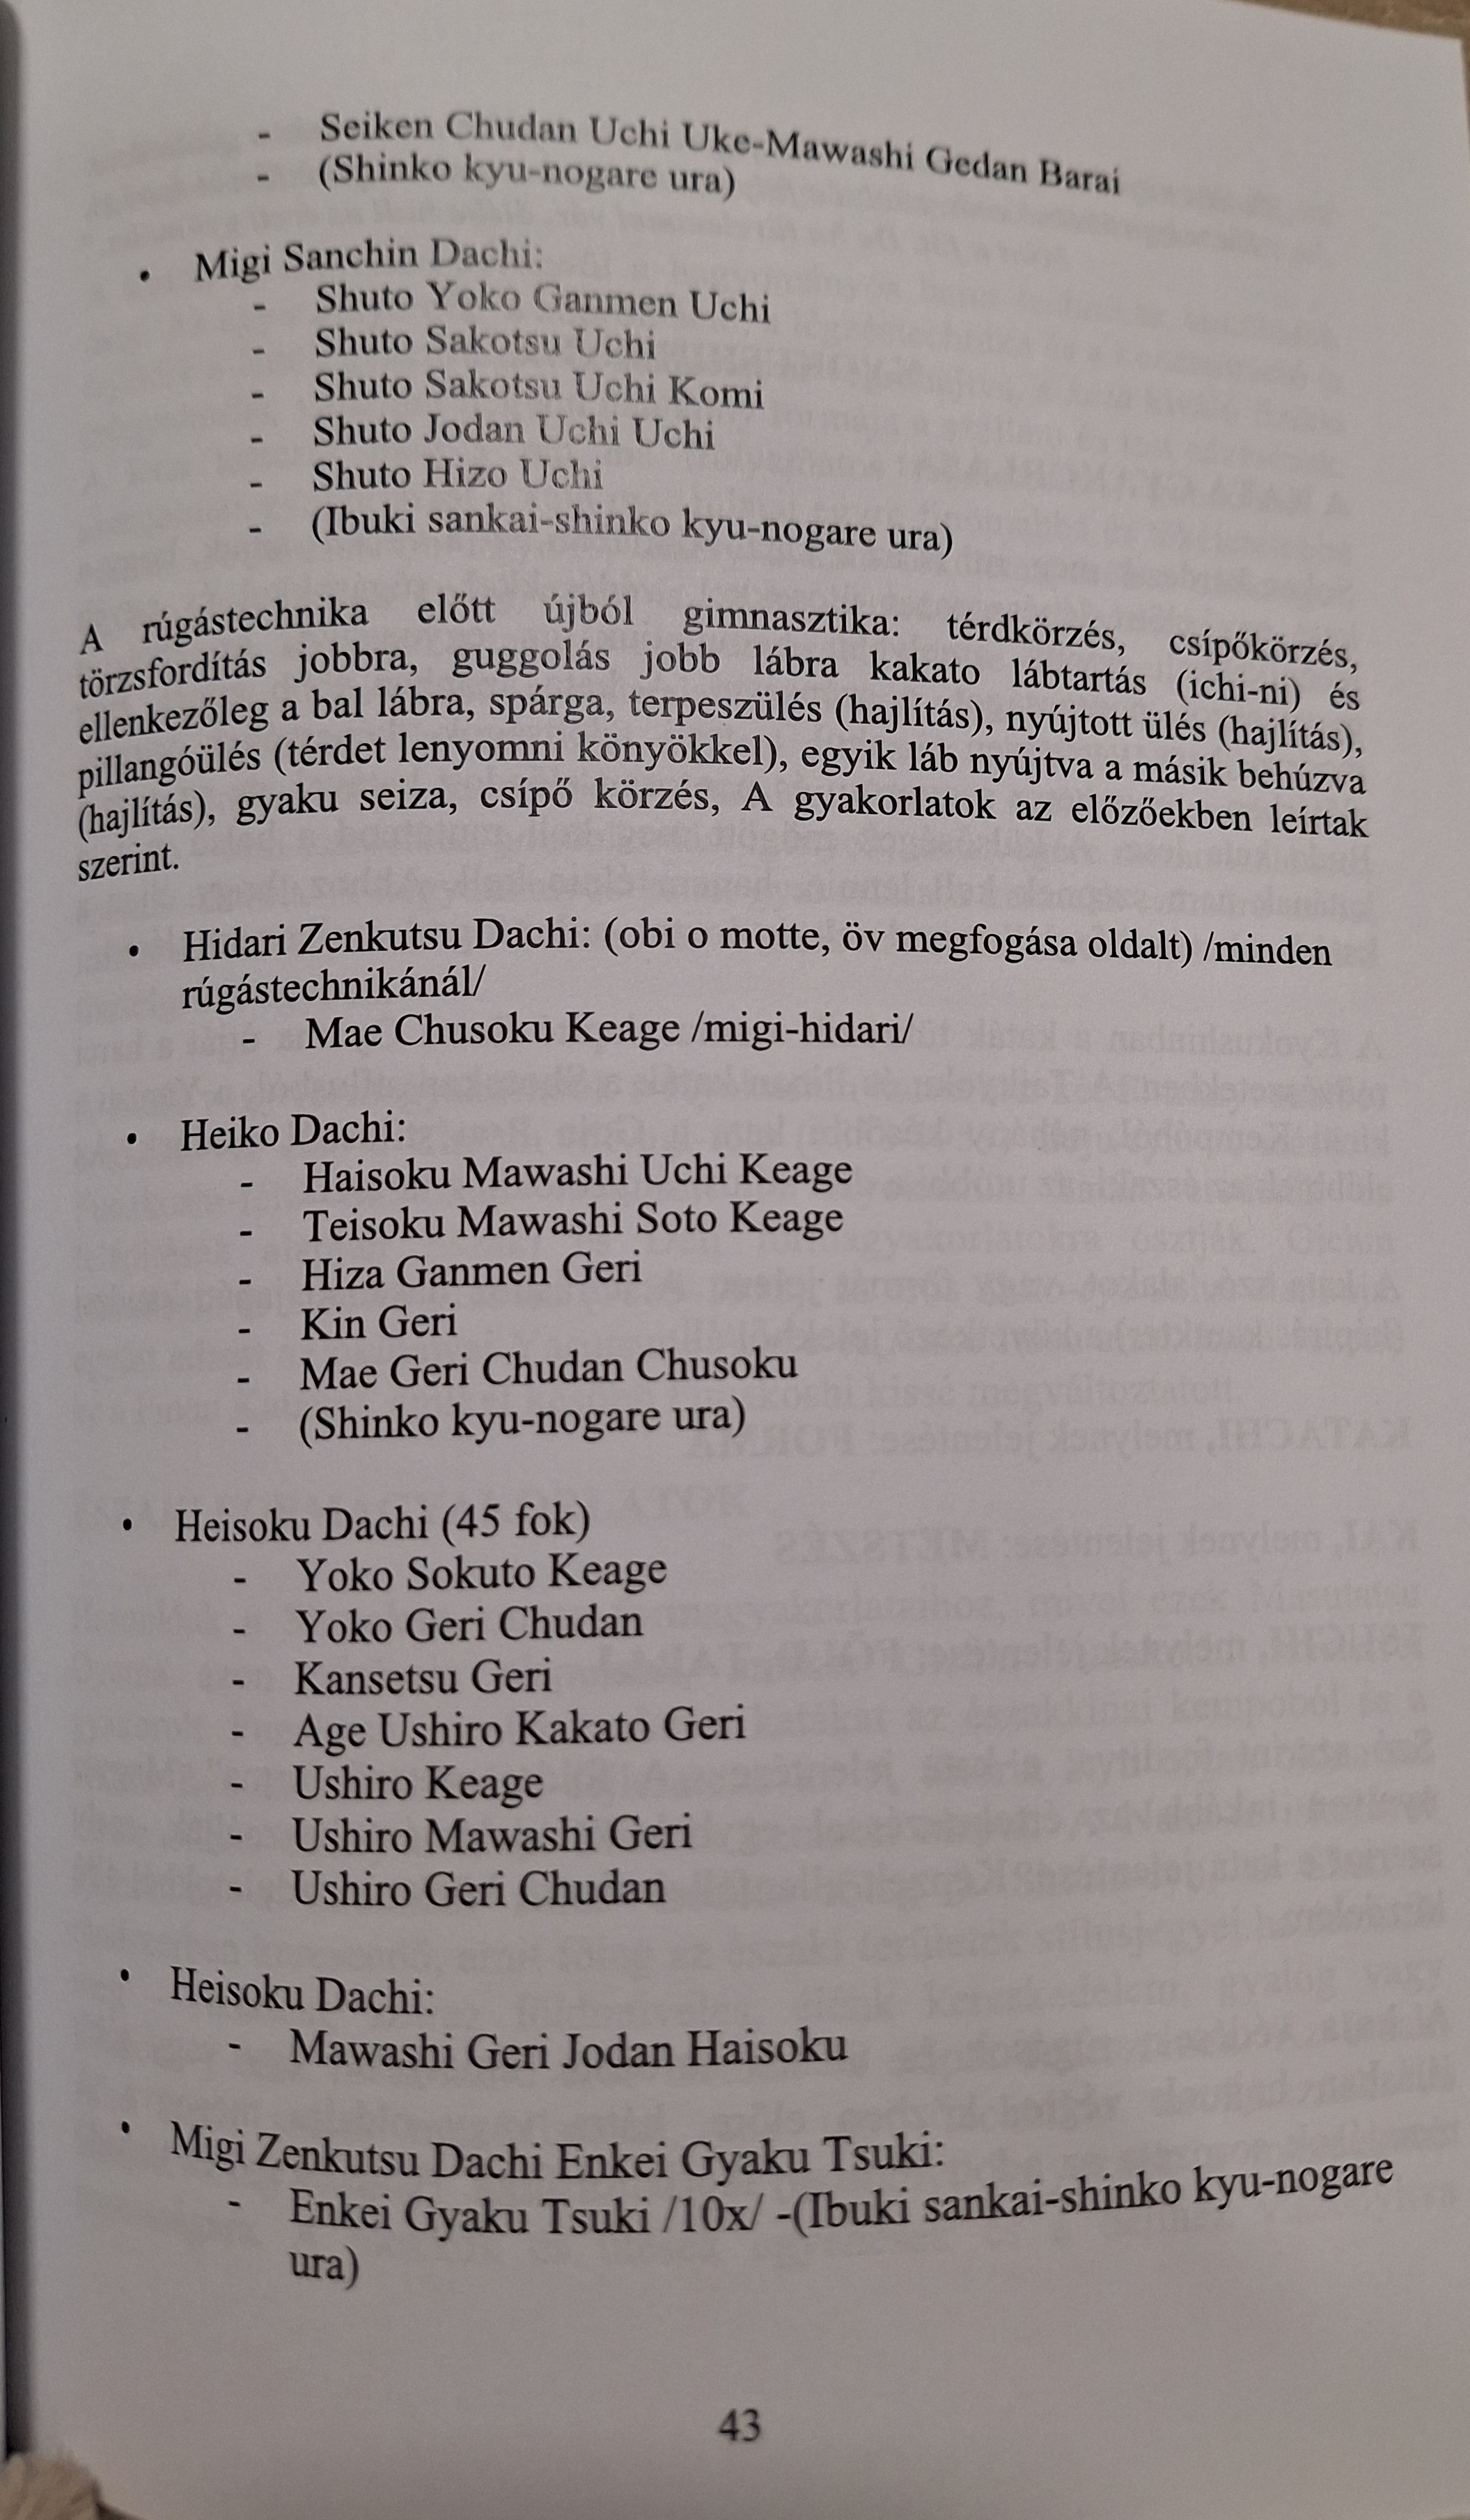 - Seiken Chudan Uchi Uke-Mawashi Gedan Barai
- (Shinko kyu-nogare ura)
• Migi Sanchin Dachi:
- Shuto Yoko Ganmen Uchi
- Shuto Sakotsu Uchi
- Shuto Sakotsu Uchi Komi
- Shuto Jodan Uchi Uchi
- Shuto Hizo Uchi
- (Ibuki sankai-shinko kyu-nogare ura)
A rúgástechnika előtt újból gimnasztika: térdkörzés, csípőkörzés,
törzsfordítás jobbra, guggolás jobb lábra kakato lábtartás (ichi-ni) és
ellenkezőleg a bal lábra, spárga, terpeszülés (hajlítás), nyújtott ülés (hajlítás),
pillangóülés (térdet lenyomni könyökkel), egyik láb nyújtva a másik behúzva
(hajlítás), gyaku seiza, csípő körzés, A gyakorlatok az előzőekben leírtak
szerint.
• Hidari Zenkutsu Dachi: (obi o motte, öv megfogása oldalt) /minden
rúgástechnikánál/
- Mae Chusoku Keage /migi-hidari/
• Heiko Dachi:
- Haisoku Mawashi Uchi Keage
- Teisoku Mawashi Soto Keage
- Hiza Ganmen Geri
- Kin Geri
- Mae Geri Chudan Chusoku
- (Shinko kyu-nogare ura)
• Heisoku Dachi (45 fok)
- Yoko Sokuto Keage
- Yoko Geri Chudan
- Kansetsu Geri
- Age Ushiro Kakato Geri
- Ushiro Keage
- Ushiro Mawashi Geri
- Ushiro Geri Chudan
• Heisoku Dachi:
- Mawashi Geri Jodan Haisoku
• Migi Zenkutsu Dachi Enkei Gyaku Tsuki:
- Enkei Gyaku Tsuki /10x/ -(Ibuki sankai-shinko kyu-nogare
ura)
43